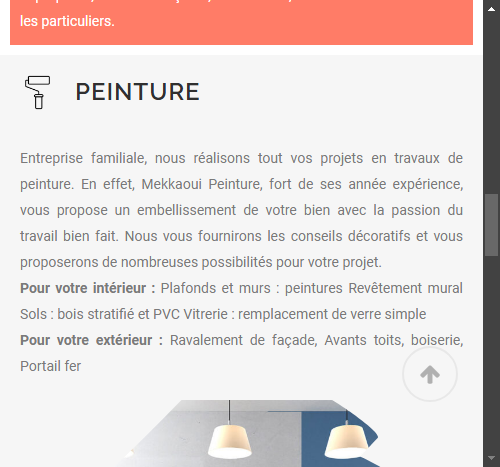 les particuliers.
PEINTURE
Entreprise familiale, nous réalisons tout vos projets en travaux de
peinture. En effet, Mekkaoui Peinture, fort de ses année expérience,
vous propose un embellissement de votre bien avec la passion du
travail bien fait. Nous vous fournirons les conseils décoratifs et vous
proposerons de nombreuses possibilités pour votre projet.
Pour votre intérieur : Plafonds et murs : peintures Revêtement mural
Sols : bois stratifié et PVC Vitrerie : remplacement de verre simple
Pour votre extérieur : Ravalement de façade, Avants toits, boiserie,
Portail fer